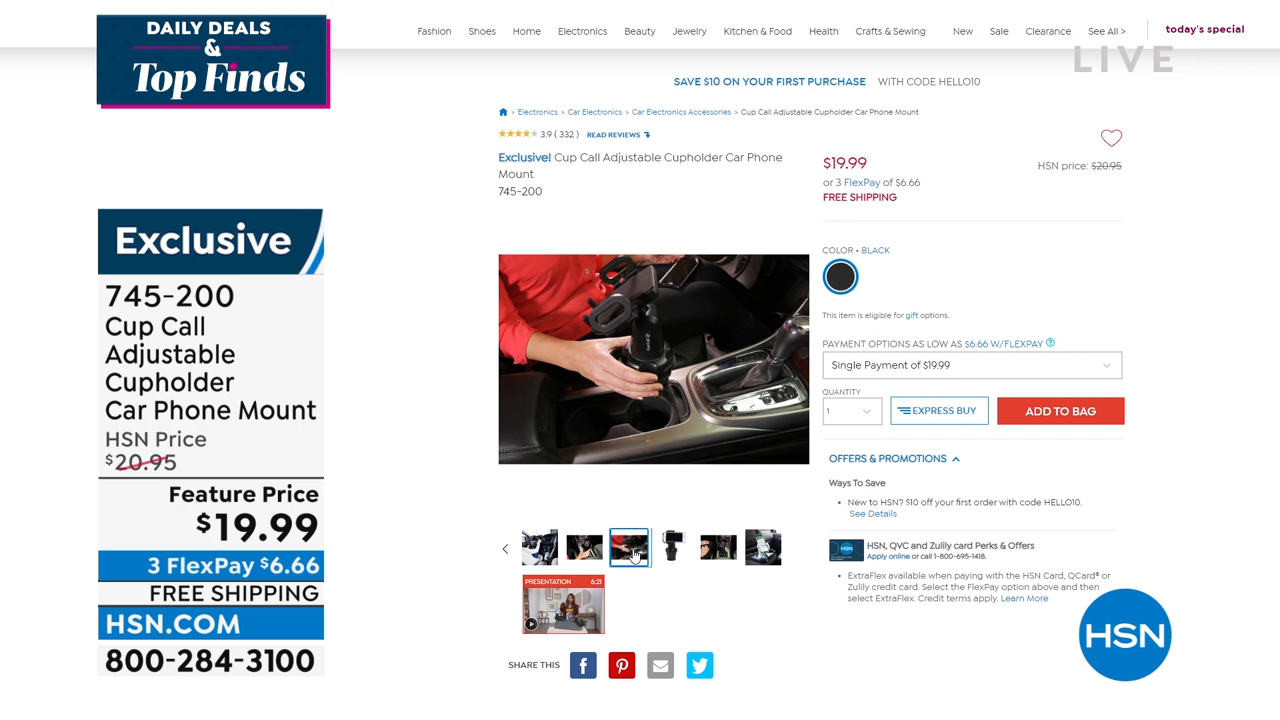 DAILY DEALS
&
Top Finds
Fashion Shoes Home Electronics Beauty Jewelry Kitchen & Food Health Crafts & Sewing New Sale Clearance See All > today's special
LIVE
SAVE $10 ON YOUR FIRST PURCHASE WITH CODE HELLO10
> Electronics > Car Electronics > Car Electronics Accessories > Cup Call Adjustable Cupholder Car Phone Mount
3.9 ( 332 ) READ REVIEWS
Exclusive! Cup Call Adjustable Cupholder Car Phone
Mount
745-200
$19.99
HSN price: $20.95
or 3 FlexPay of $6.66
FREE SHIPPING
COLOR • BLACK
This item is eligible for gift options.
PAYMENT OPTIONS AS LOW AS $6.66 W/FLEXPAY ?
Single Payment of $19.99
QUANTITY
1
EXPRESS BUY
ADD TO BAG
OFFERS & PROMOTIONS
Ways To Save
• New to HSN? $10 off your first order with code HELLO10.
See Details
HSN
HSN, QVC and Zulily card Perks & Offers
Apply online or call 1-800-695-1418.
• ExtraFlex available when paying with the HSN Card, QCard® or
Zulily credit card. Select the FlexPay option above and then
select ExtraFlex. Credit terms apply. Learn More
Exclusive
745-200
Cup Call
Adjustable
Cupholder
Car Phone Mount
HSN Price
$20.95
Feature Price
$19.99
3 FlexPay $6.66
FREE SHIPPING
HSN.COM
800-284-3100
PRESENTATION 6:21
SHARE THIS
HSN